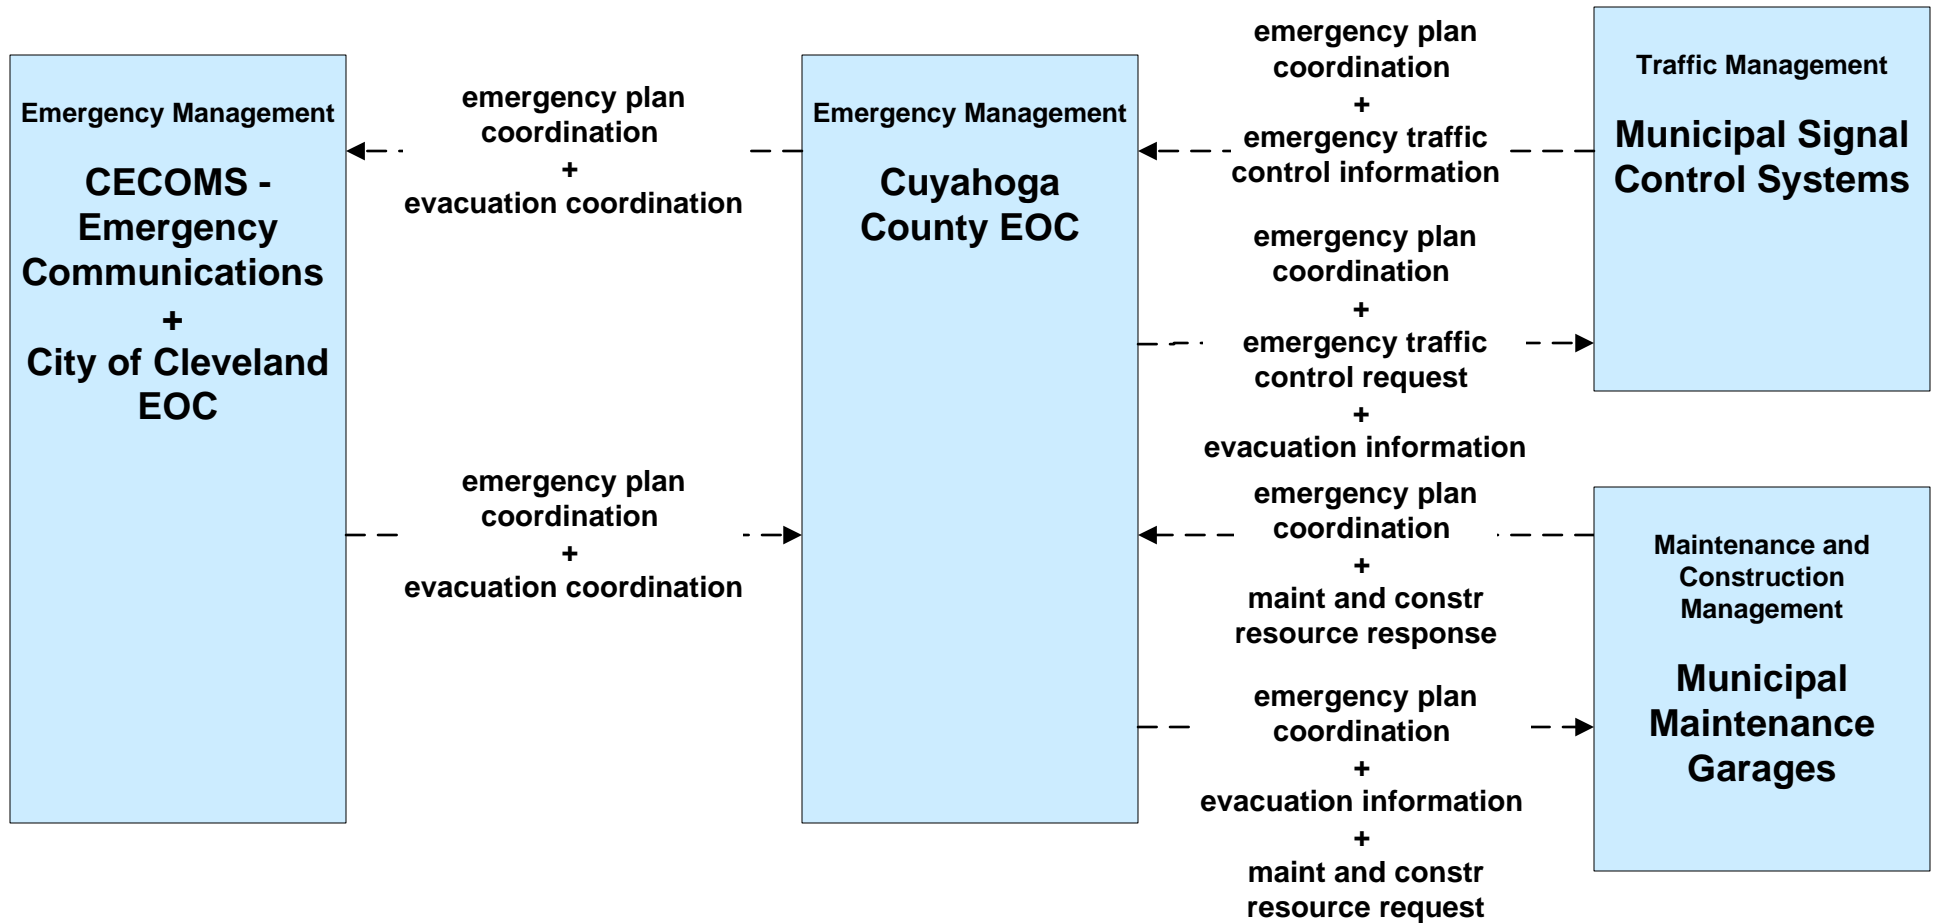 Emergency Management
CECOMS -
Emergency
Communications
+
City of Cleveland
EOC
emergency plan
coordination
+
evacuation coordination
emergency plan
coordination
+
evacuation coordination
Emergency Management
Cuyahoga
County EOC
emergency plan
coordination
+
emergency traffic
control information
emergency plan
coordination
+
emergency traffic
control request
+
evacuation information
emergency plan
coordination
+
maint and constr
resource response
emergency plan
coordination
+
evacuation information
+
maint and constr
resource request
Traffic Management
Municipal Signal
Control Systems
Maintenance and
Construction
Management
Municipal
Maintenance
Garages